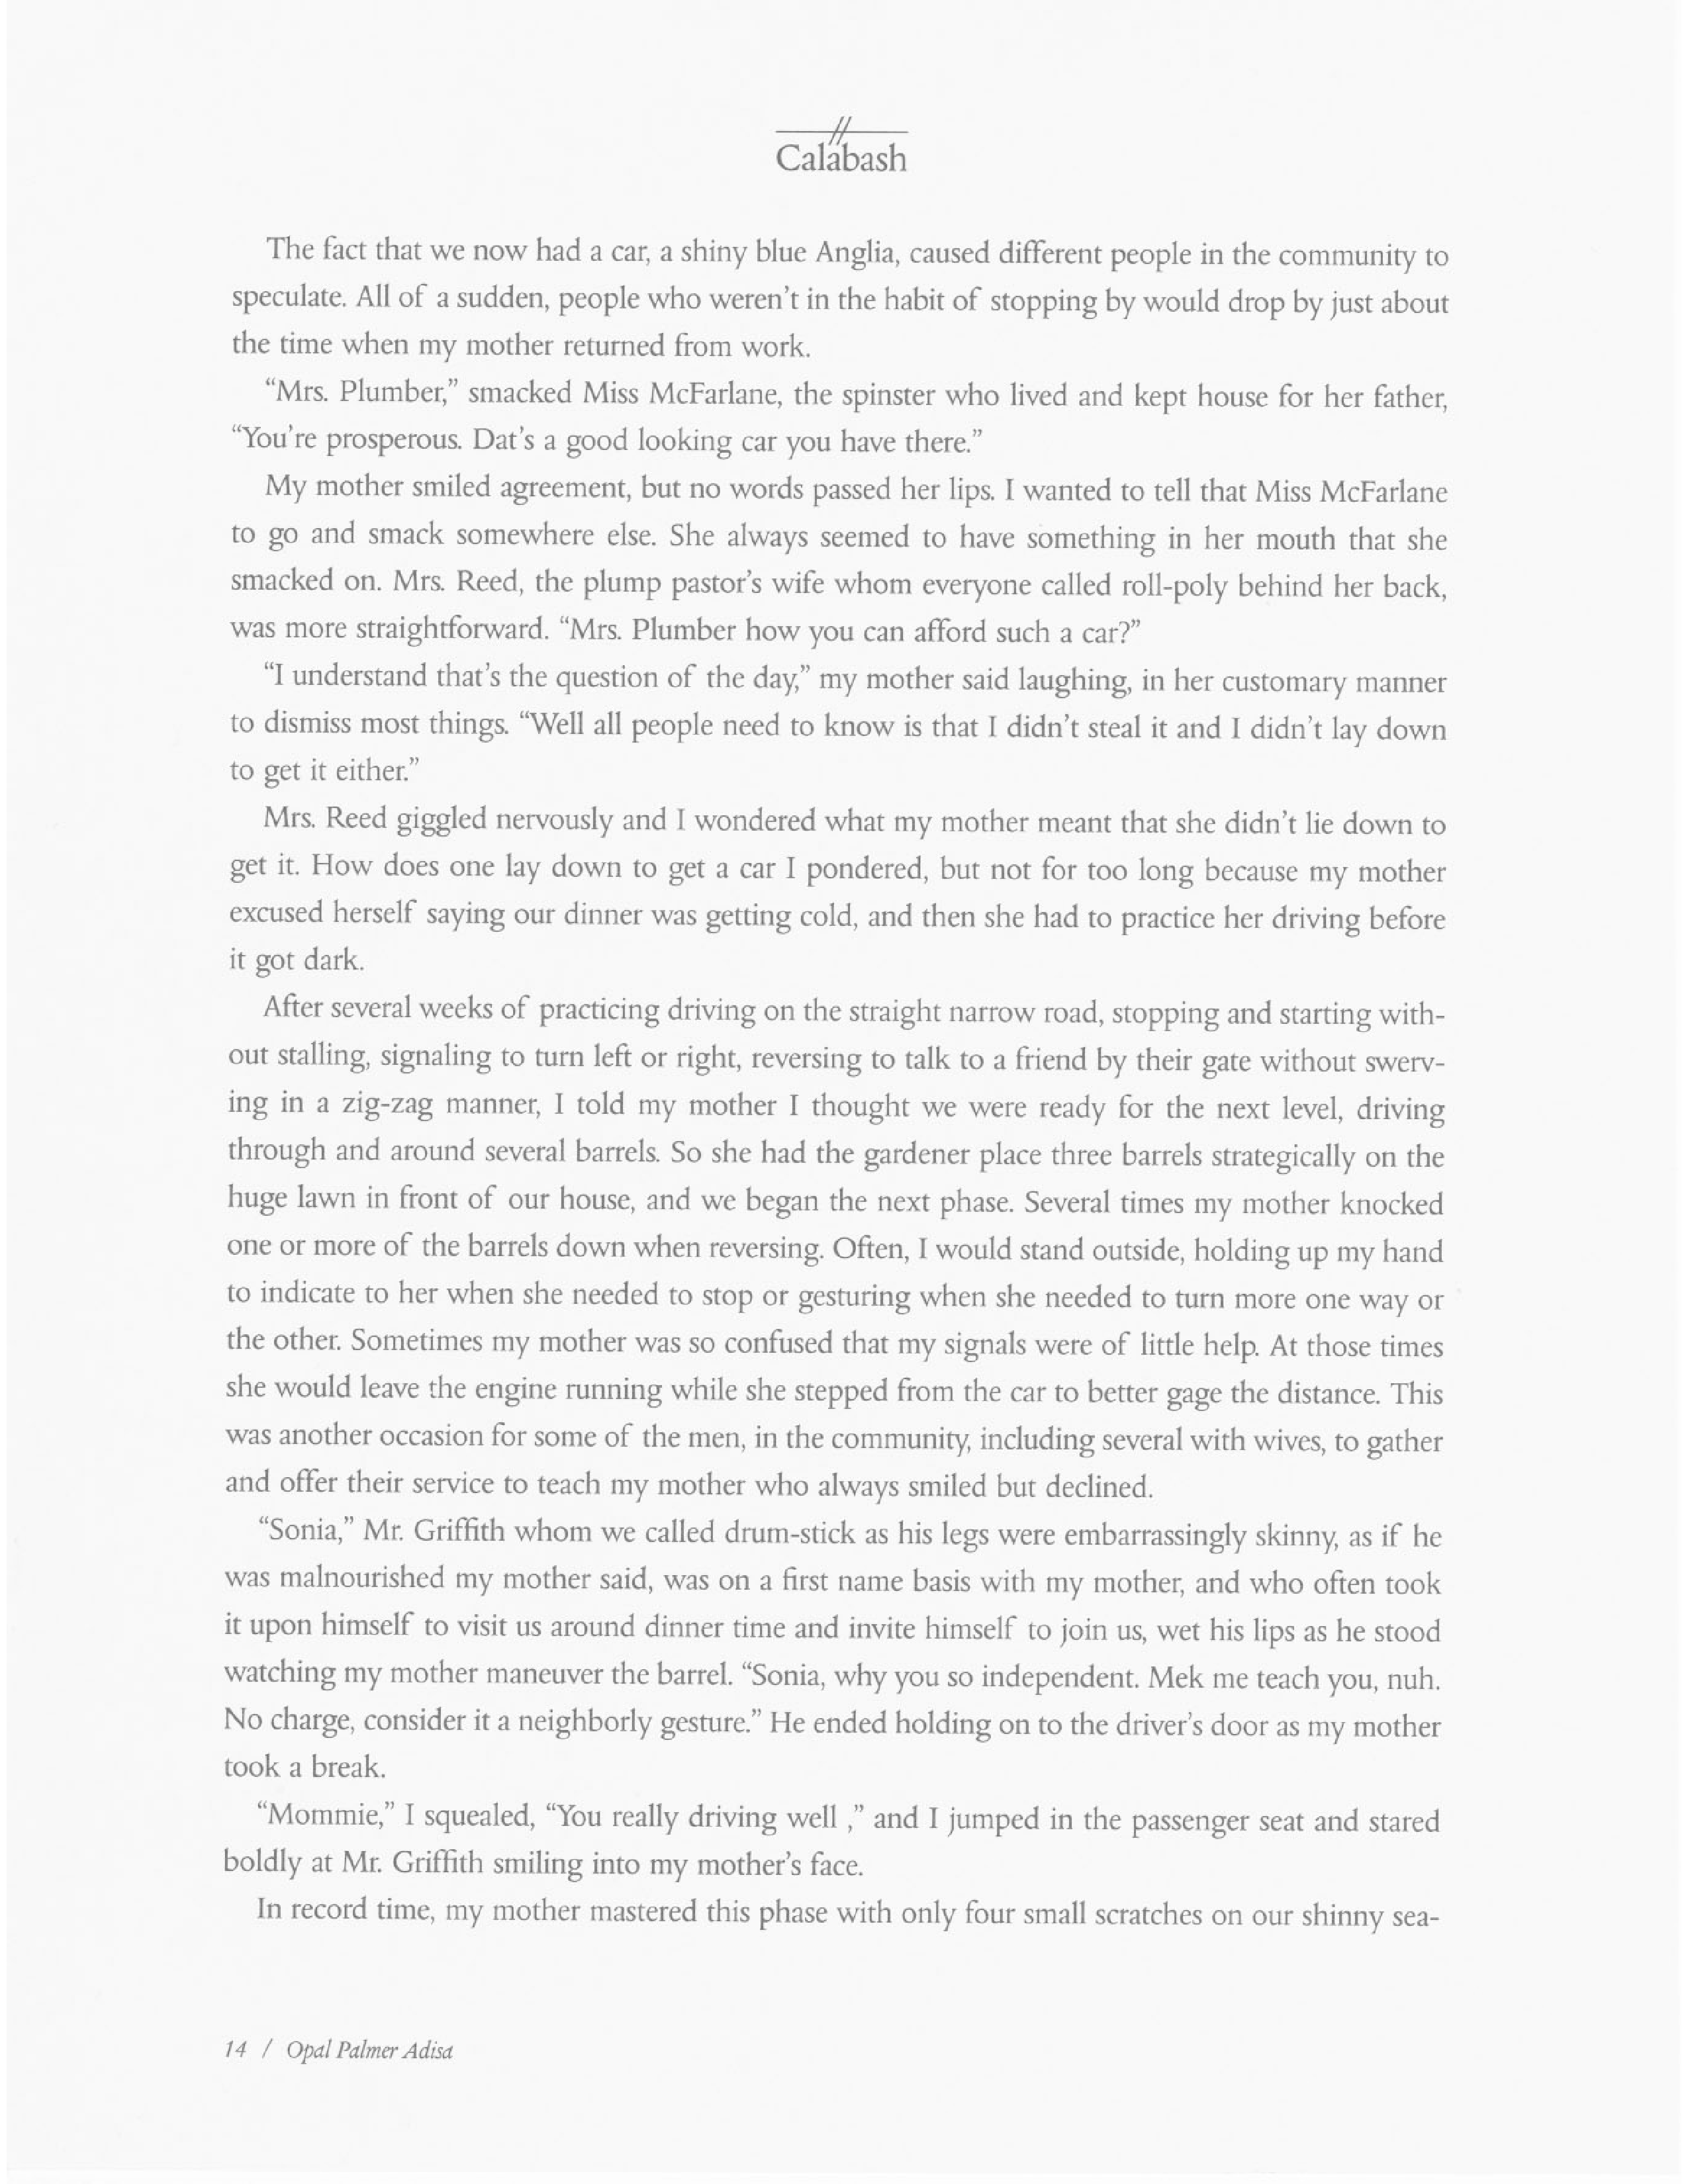 Calabash
The fact that we now had a car, a shiny blue Anglia, caused different people in the community to
speculate. All of a sudden, people who weren't in the habit of stopping by would drop by just about
the time when my mother returned from work.
“Mrs. Plumber,” smacked Miss McFarlane, the spinster who lived and kept house for her father,
“You're prosperous. Dat's a good looking car you have there.”
My mother smiled agreement, but no words passed her lips. I wanted to tell that Miss McFarlane
to go and smack somewhere else. She always seemed to have something in her mouth that she
smacked on. Mrs. Reed, the plump pastor's wife whom everyone called roll-poly behind her back,
was more straightforward. “Mrs. Plumber how you can afford such a car?”
“I understand that's the question of the day,” my mother said laughing, in her customary manner
to dismiss most things. “Well all people need to know is that I didn't steal it and I didn't lay down
to get it either.”
Mrs. Reed giggled nervously and I wondered what my mother meant that she didn't lie down to
get it. How does one lay down to get a car I pondered, but not for too long because my mother
excused herself saying our dinner was getting cold, and then she had to practice her driving before
it got dark.
After several weeks of practicing driving on the straight narrow road, stopping and starting with-
out stalling, signaling to turn left or right, reversing to talk to a friend by their gate without swerv-
ing in a zig-zag manner, I told my mother I thought we were ready for the next level, driving
through and around several barrels. So she had the gardener place three barrels strategically on the
huge lawn in front of our house, and we began the next phase. Several times my mother knocked
one or more of the barrels down when reversing. Often, I would stand outside, holding up my hand
to indicate to her when she needed to stop or gesturing when she needed to turn more one way or
the other. Sometimes my mother was so confused that my signals were of little help. At those times
she would leave the engine running while she stepped from the car to better gage the distance. This
was another occasion for some of the men, in the community, including several with wives, to gather
and offer their service to teach my mother who always smiled but declined.
“Sonia,” Mr. Griffith whom we called drum-stick as his legs were embarrassingly skinny, as if he
was malnourished my mother said, was on a first name basis with my mother, and who often took
it upon himself to visit us around dinner time and invite himself to join us, wet his lips as he stood
watching my mother maneuver the barrel. “Sonia, why you so independent. Mek me teach you, nuh.
No charge, consider it a neighborly gesture.” He ended holding on to the driver's door as my mother
took a break.
“Mommie,” I squealed, “You really driving well ,” and I jumped in the passenger seat and stared
boldly at Mr. Griffith smiling into my mother's face.
In record time, my mother mastered this phase with only four small scratches on our shinny sea-
14 / Opal Palmer Adisa